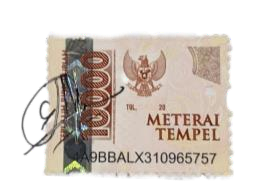 10000
TGL. 20
METERAI
TEMPEL
A9BBALX310965757